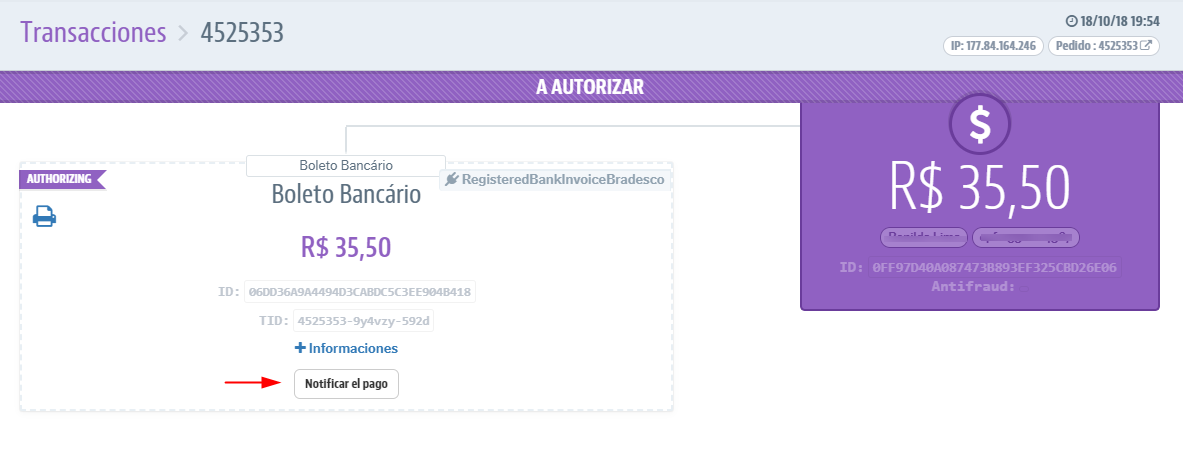 Transacciones > 4525353
18/10/18 19:54
IP: 177.84.164.246 Pedido : 4525353
A AUTORIZAR
Boleto Bancário
AUTHORIZING
RegisteredBankInvoiceBradesco
Boleto Bancário
R$ 35,50
ID: 06DD36A9A4494D3CABDC5C3EE904B418
TID: 4525353-9y4vzy-592d
+ Informaciones
Notificar el pago
$
R$ 35,50
ID: 0FF97D40A087473B893EF325CBD26E06
Antifraud: